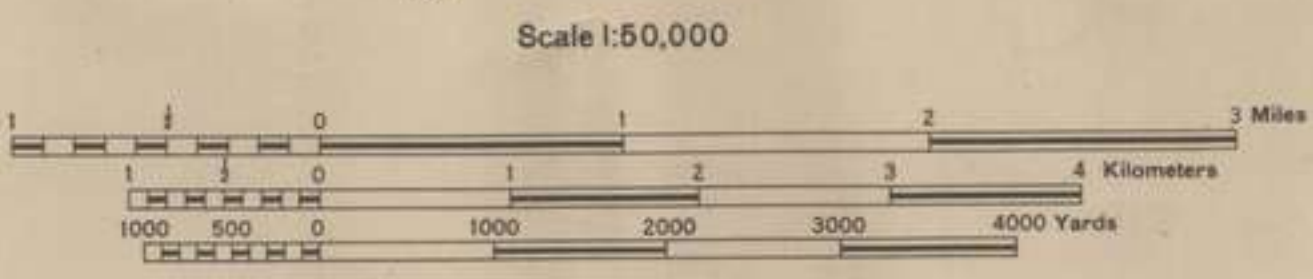 Scale 1:50,000
1 ½ 0 1 2 3 Miles
1 ½ 0 1 2 3 4 Kilometers
1000 500 0 1000 2000 3000 4000 Yards